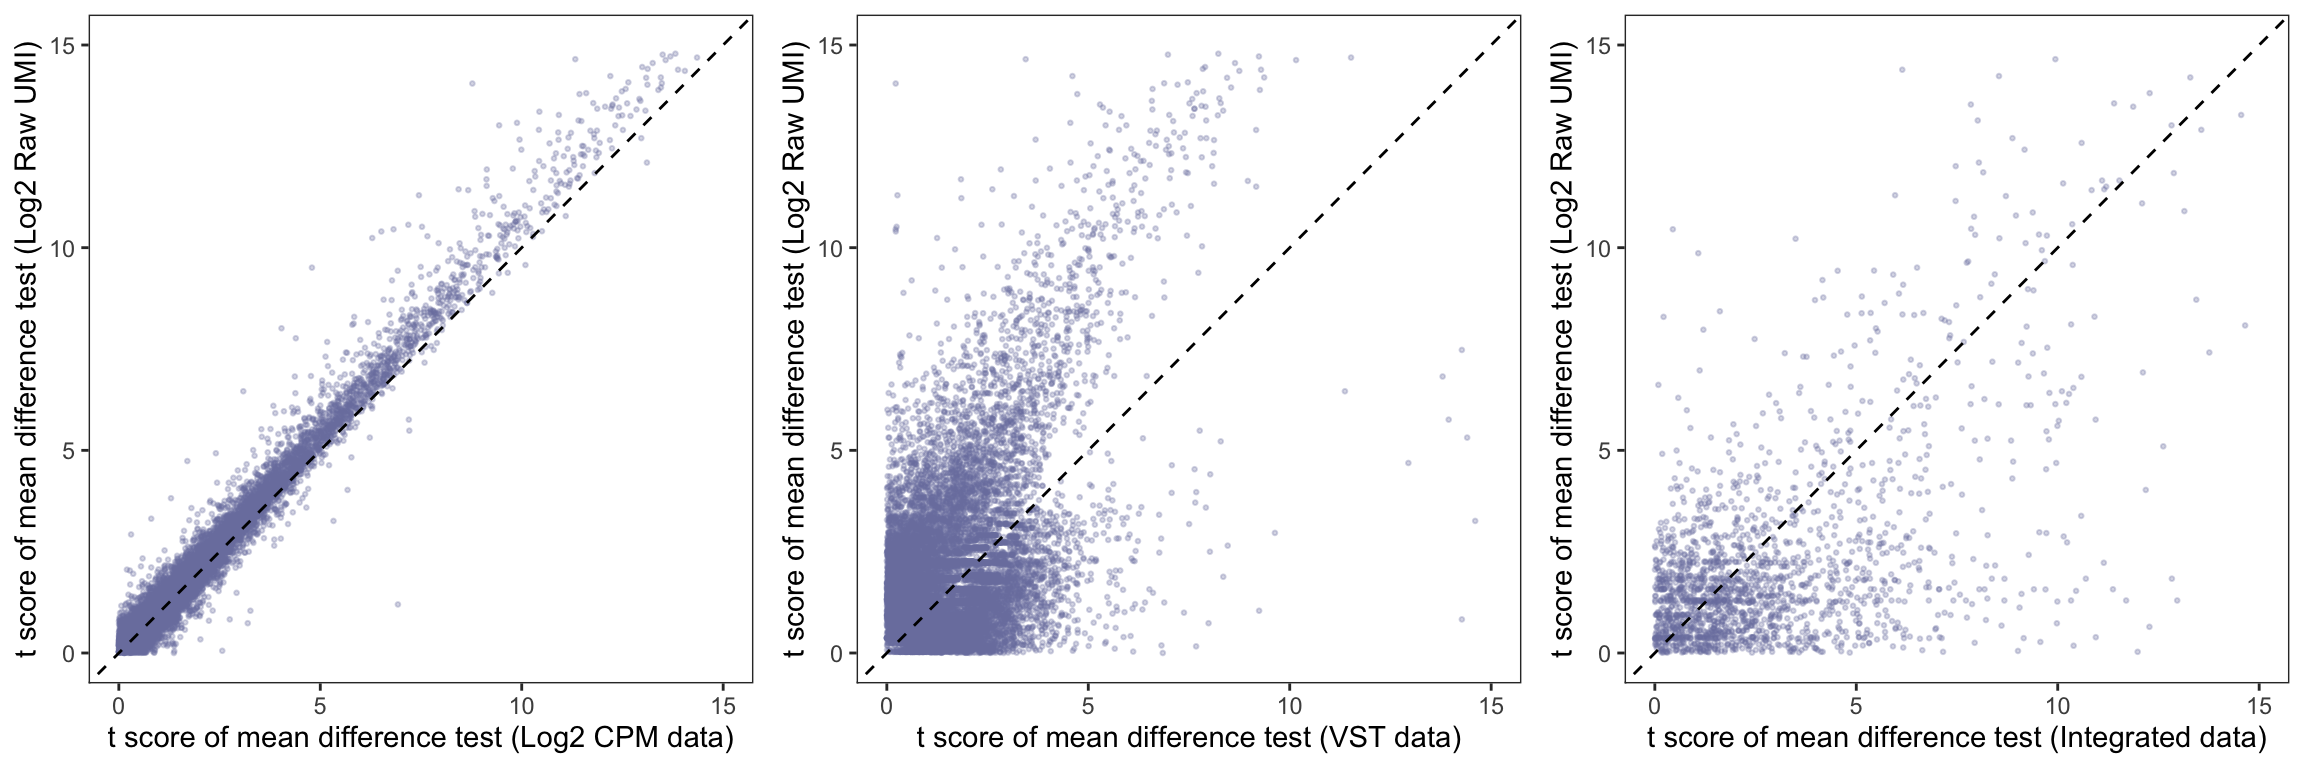 t score of mean difference test (Log2 Raw UMI)
15
10
5
0
0 5 10 15
t score of mean difference test (Log2 CPM data)
t score of mean difference test (Log2 Raw UMI)
15
10
5
0
0 5 10 15
t score of mean difference test (VST data)
t score of mean difference test (Log2 Raw UMI)
15
10
5
0
0 5 10 15
t score of mean difference test (Integrated data)